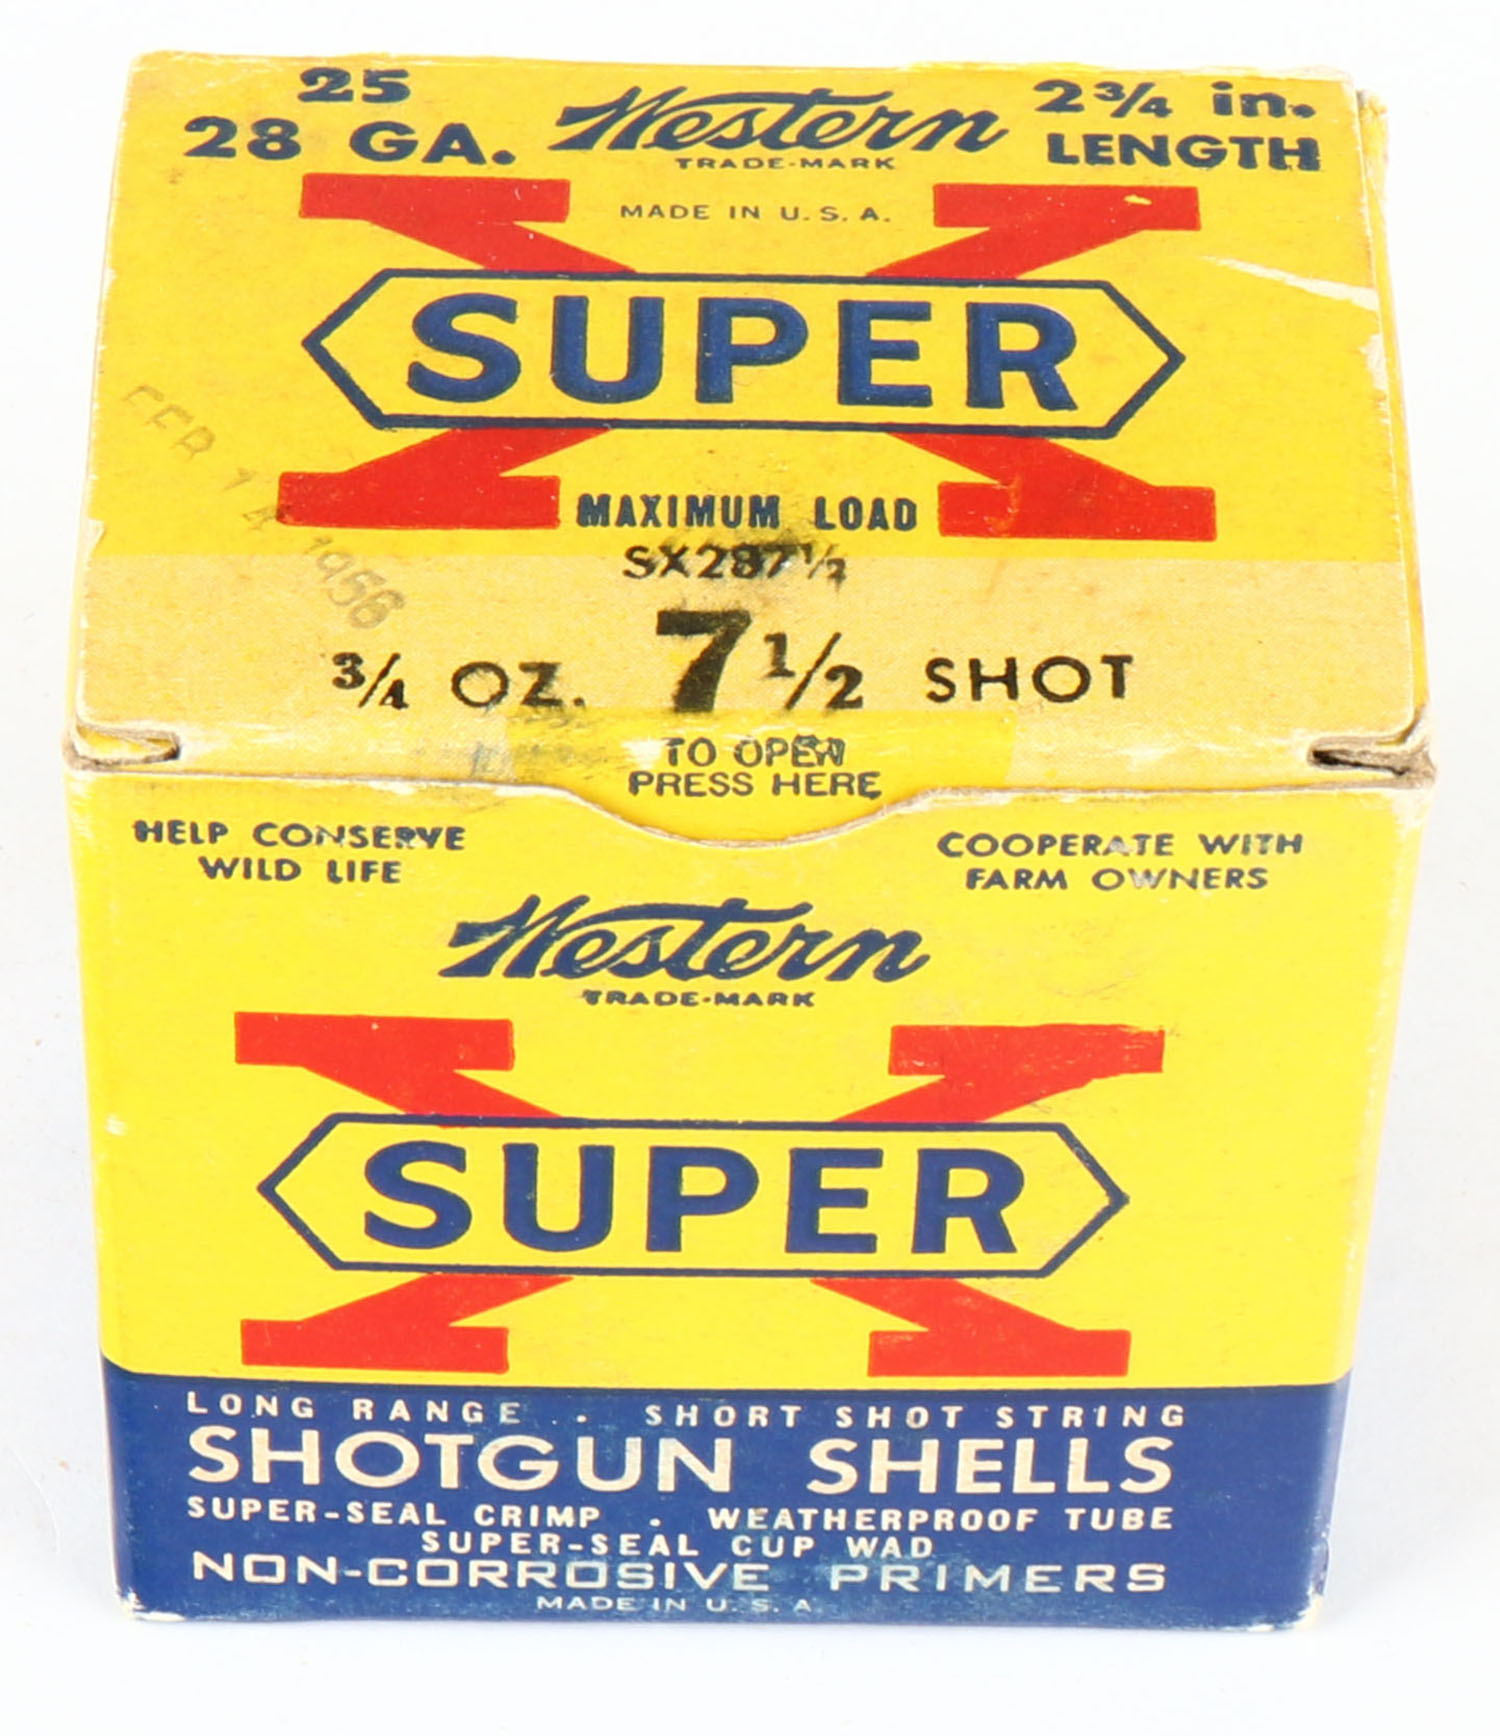 25
28 GA.
Western
TRADE-MARK
2¾ in.
LENGTH
MADE IN U.S.A.
X
SUPER
MAXIMUM LOAD
SX287½
¾ OZ. 7½ SHOT
TO OPEN
PRESS HERE
HELP CONSERVE
WILD LIFE
COOPERATE WITH
FARM OWNERS
Western
TRADE-MARK
X
SUPER
LONG RANGE . SHORT SHOT STRING
SHOTGUN SHELLS
SUPER-SEAL CRIMP . WEATHERPROOF TUBE
SUPER-SEAL CUP WAD
NON-CORROSIVE PRIMERS
MADE IN U.S.A.